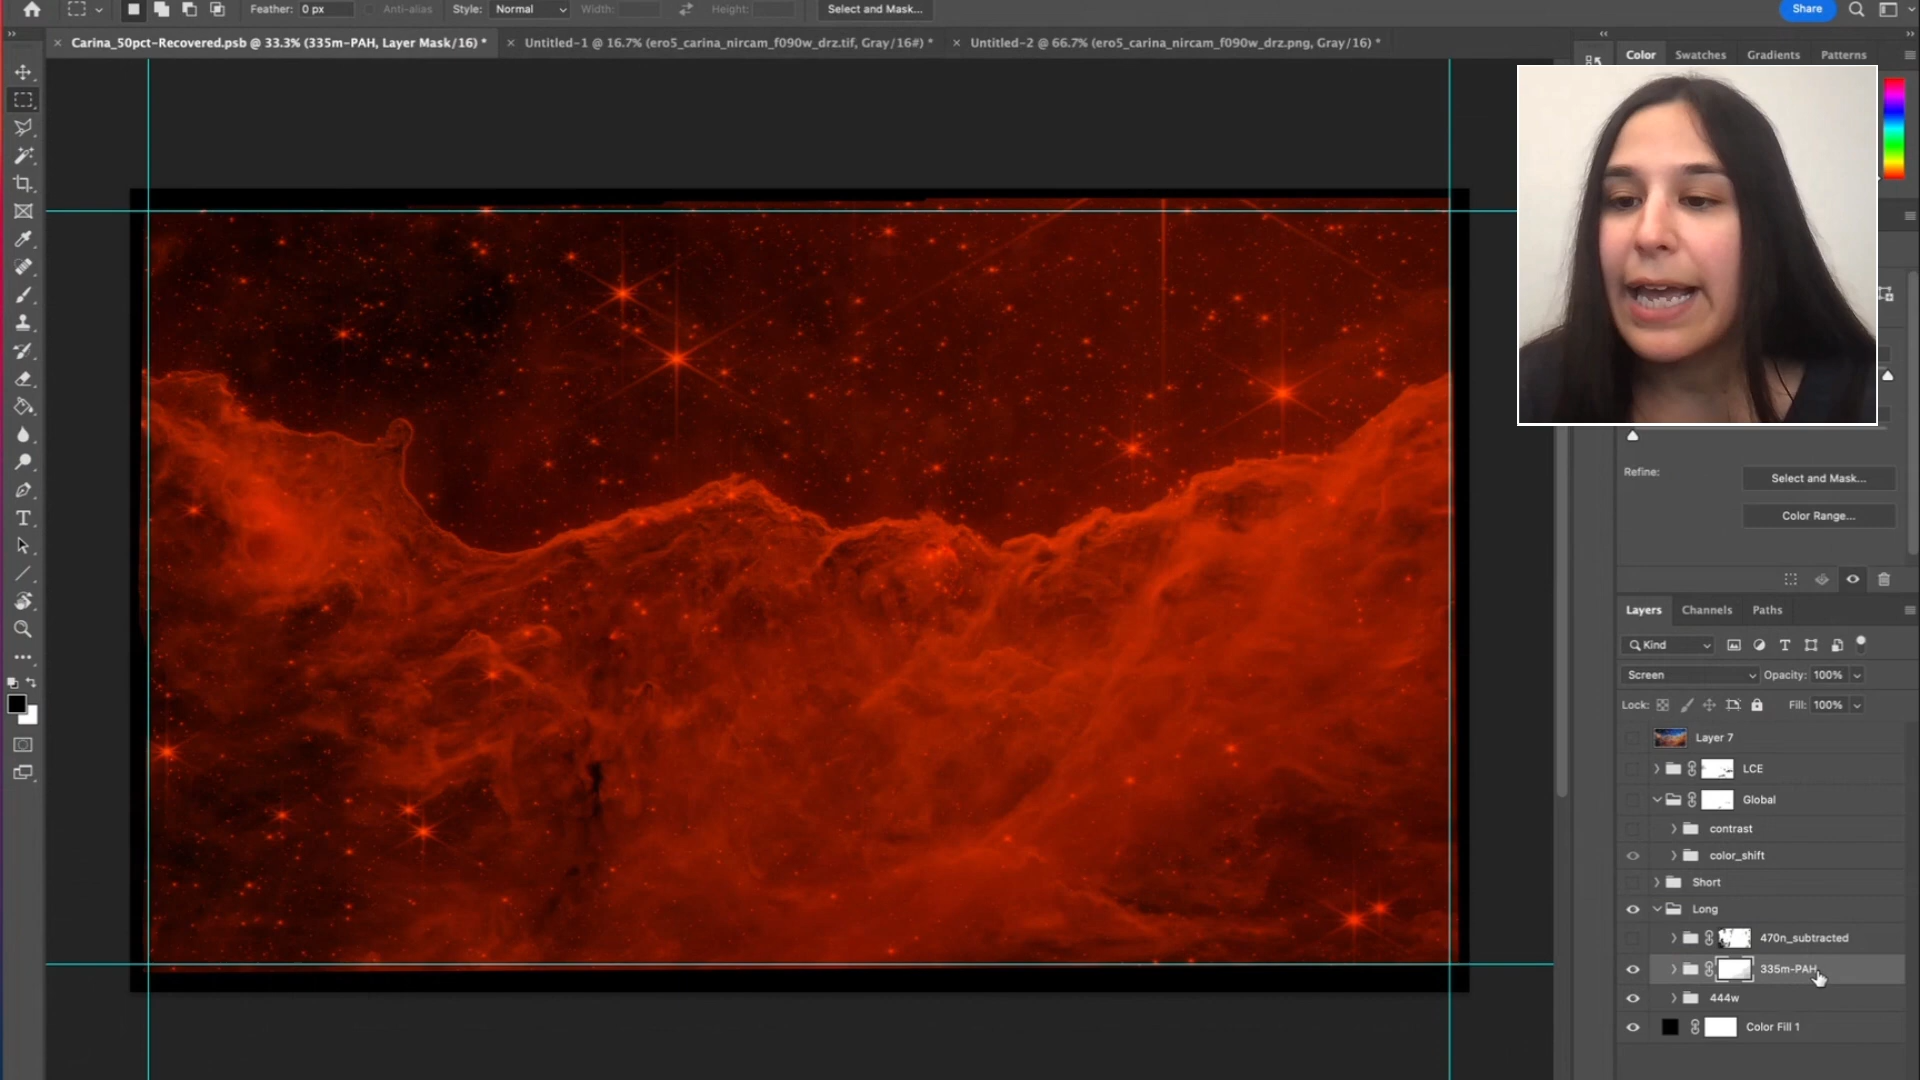 Feather: 0 px Anti-alias Style: Normal Width: Height: Select and Mask... Share
Carina_50pct-Recovered.psb @ 33.3% (335m-PAH, Layer Mask/16) * Untitled-1 @ 16.7% (ero5_carina_nircam_f090w_drz.tif, Gray/16#) * Untitled-2 @ 66.7% (ero5_carina_nircam_f090w_drz.png, Gray/16) *
Color Swatches Gradients Patterns
Refine: Select and Mask...
Color Range...
Layers Channels Paths
Kind
Screen Opacity: 100%
Lock: Fill: 100%
Layer 7
LCE
Global
contrast
color_shift
Short
Long
470n_subtracted
335m-PAH
444w
Color Fill 1